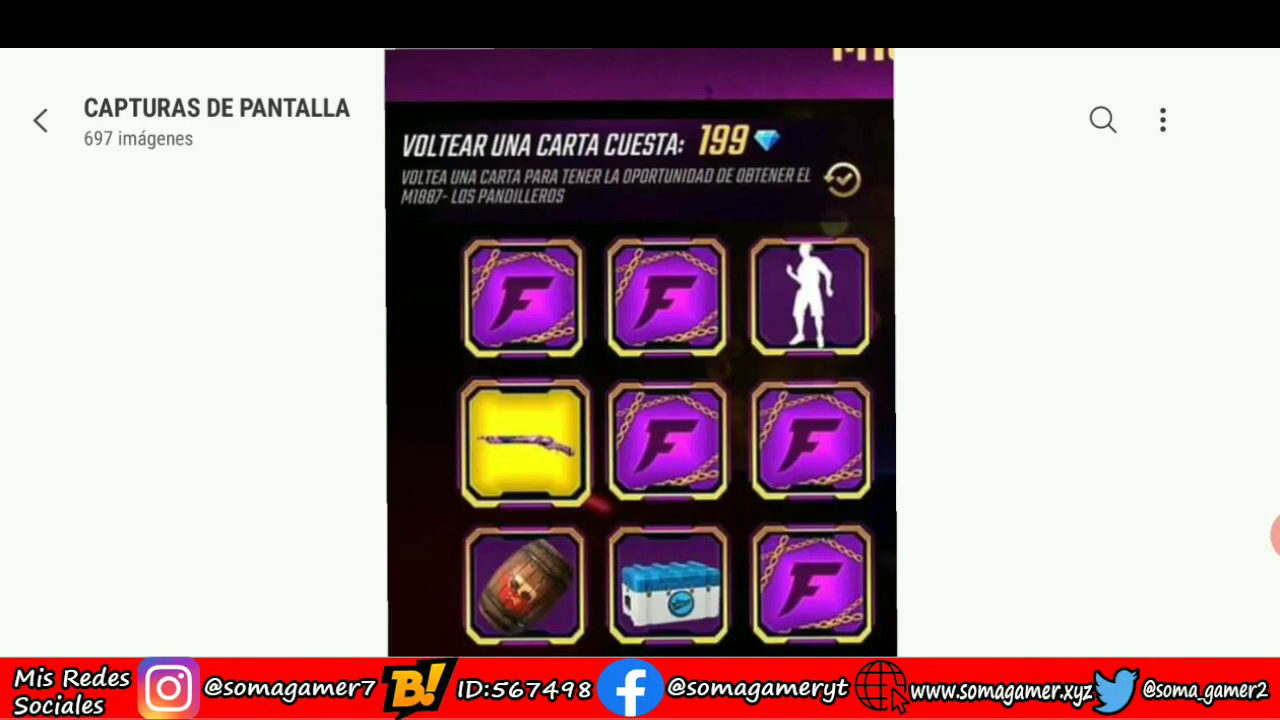 CAPTURAS DE PANTALLA
697 imágenes
VOLTEAR UNA CARTA CUESTA: 199
VOLTEA UNA CARTA PARA TENER LA OPORTUNIDAD DE OBTENER EL
M1887- LOS PANDILLEROS
F F
F F
F
Mis Redes
Sociales
@somagamer7
B!
ID:567498
@somagameryt
www.somagamer.xyz
@soma_gamer2